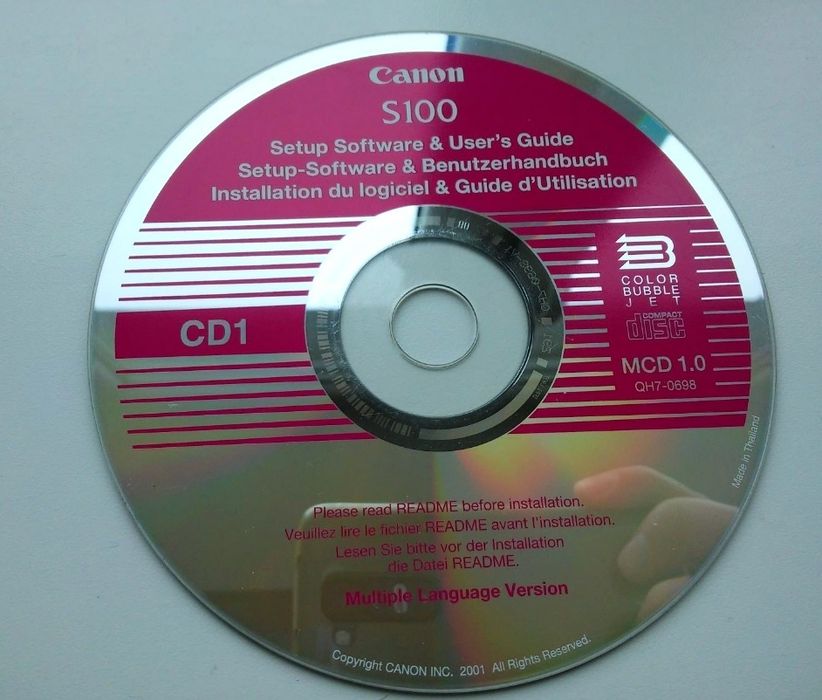 Canon
S100
Setup Software & User's Guide
Setup-Software & Benutzerhandbuch
Installation du logiciel & Guide d'Utilisation
CD1
COLOR
BUBBLE
JET
COMPACT
disc
MCD 1.0
QH7-0698
Made in Thailand
Please read README before installation.
Veuillez lire le fichier README avant l'installation.
Lesen Sie bitte vor der Installation
die Datei README.
Multiple Language Version
Copyright CANON INC. 2001 All Rights Reserved.